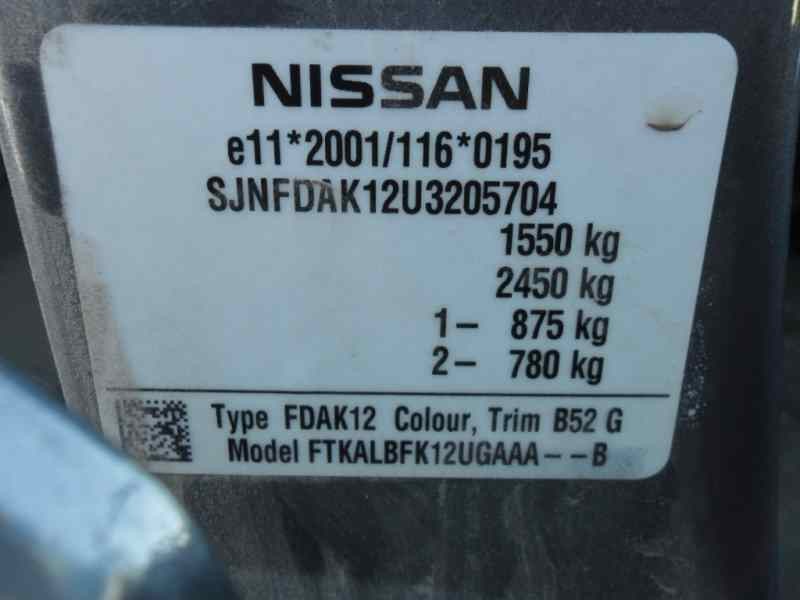 NISSAN
e11*2001/116*0195
SJNFDAK12U3205704
1550 kg
2450 kg
1– 875 kg
2– 780 kg
Type FDAK12 Colour, Trim B52 G
Model FTKALBFK12UGAAA – – B